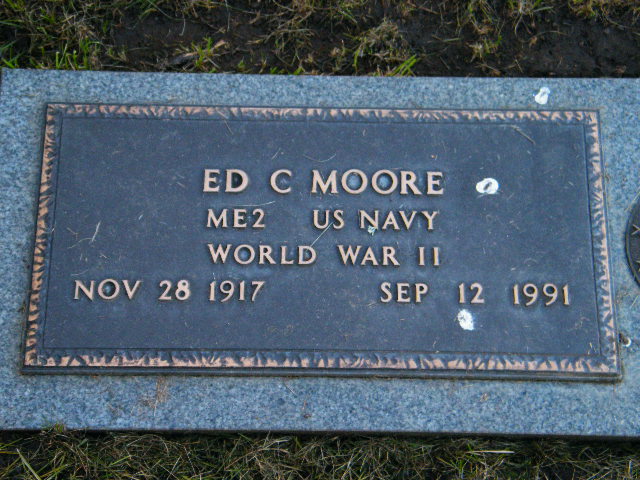 ED C MOORE
ME2 US NAVY
WORLD WAR II
NOV 28 1917 SEP 12 1991